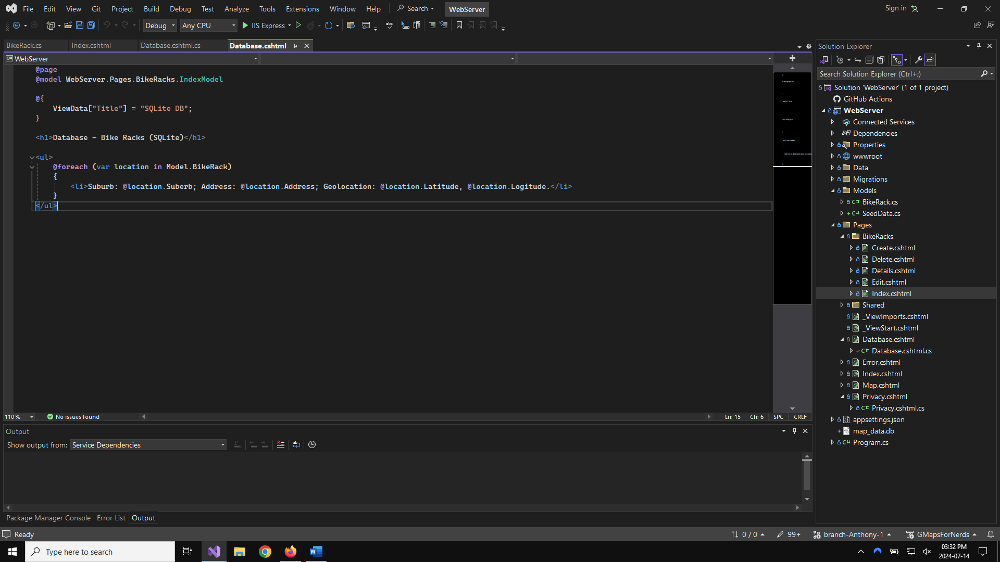 File Edit View Git Project Build Debug Test Analyze Tools Extensions Window Help Search WebServer Sign in
Debug Any CPU IIS Express
BikeRack.cs Index.cshtml Database.cshtml.cs Database.cshtml
WebServer
@page
@model WebServer.Pages.BikeRacks.IndexModel
@{
ViewData["Title"] = "SQLite DB";
}
<h1>Database - Bike Racks (SQLite)</h1>
<ul>
@foreach (var location in Model.BikeRack)
{
<li>Suburb: @location.Suberb; Address: @location.Address; Geolocation: @location.Latitude, @location.Logitude.</li>
}
</ul>
110 % No issues found Ln: 15 Ch: 6 SPC CRLF
Output
Show output from: Service Dependencies
Package Manager Console Error List Output
Solution Explorer
Search Solution Explorer (Ctrl+;)
Solution 'WebServer' (1 of 1 project)
GitHub Actions
WebServer
Connected Services
Dependencies
Properties
wwwroot
Data
Migrations
Models
C# BikeRack.cs
+ C# SeedData.cs
Pages
BikeRacks
Create.cshtml
Delete.cshtml
Details.cshtml
Edit.cshtml
Index.cshtml
Shared
_ViewImports.cshtml
_ViewStart.cshtml
Database.cshtml
C# Database.cshtml.cs
Error.cshtml
Index.cshtml
Map.cshtml
Privacy.cshtml
C# Privacy.cshtml.cs
appsettings.json
+ map_data.db
C# Program.cs
Ready 0 / 0 99+ branch-Anthony-1 GMapsForNerds
Type here to search
03:32 PM
2024-07-14